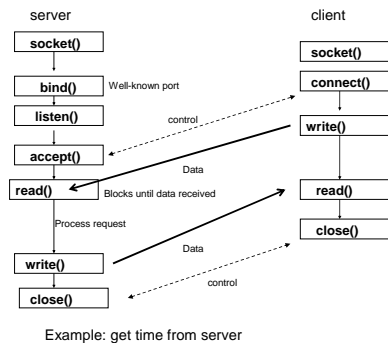 server
client
socket()
socket()
bind()
Well-known port
connect()
listen()
control
write()
accept()
Data
read()
Blocks until data received
read()
Process request
close()
Data
write()
control
close()
Example: get time from server